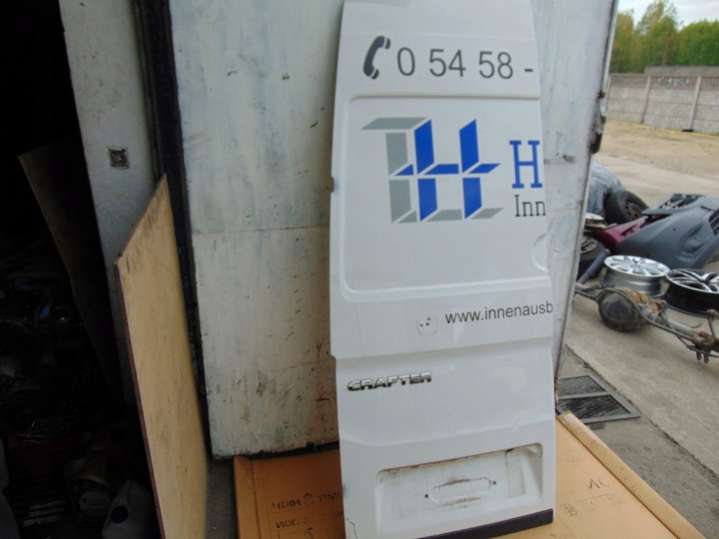 0 54 58 -
H
Inn
www.innenausb
CRAFTER